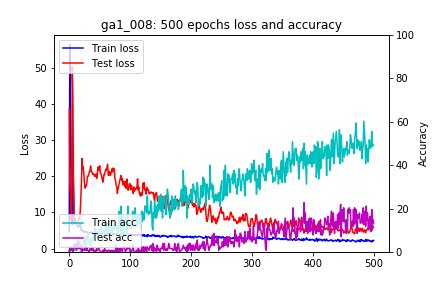 ga1_008: 500 epochs loss and accuracy
Train loss
Test loss
Train acc
Test acc
Loss
Accuracy
50
40
30
20
10
0
100
80
60
40
20
0
0 100 200 300 400 500